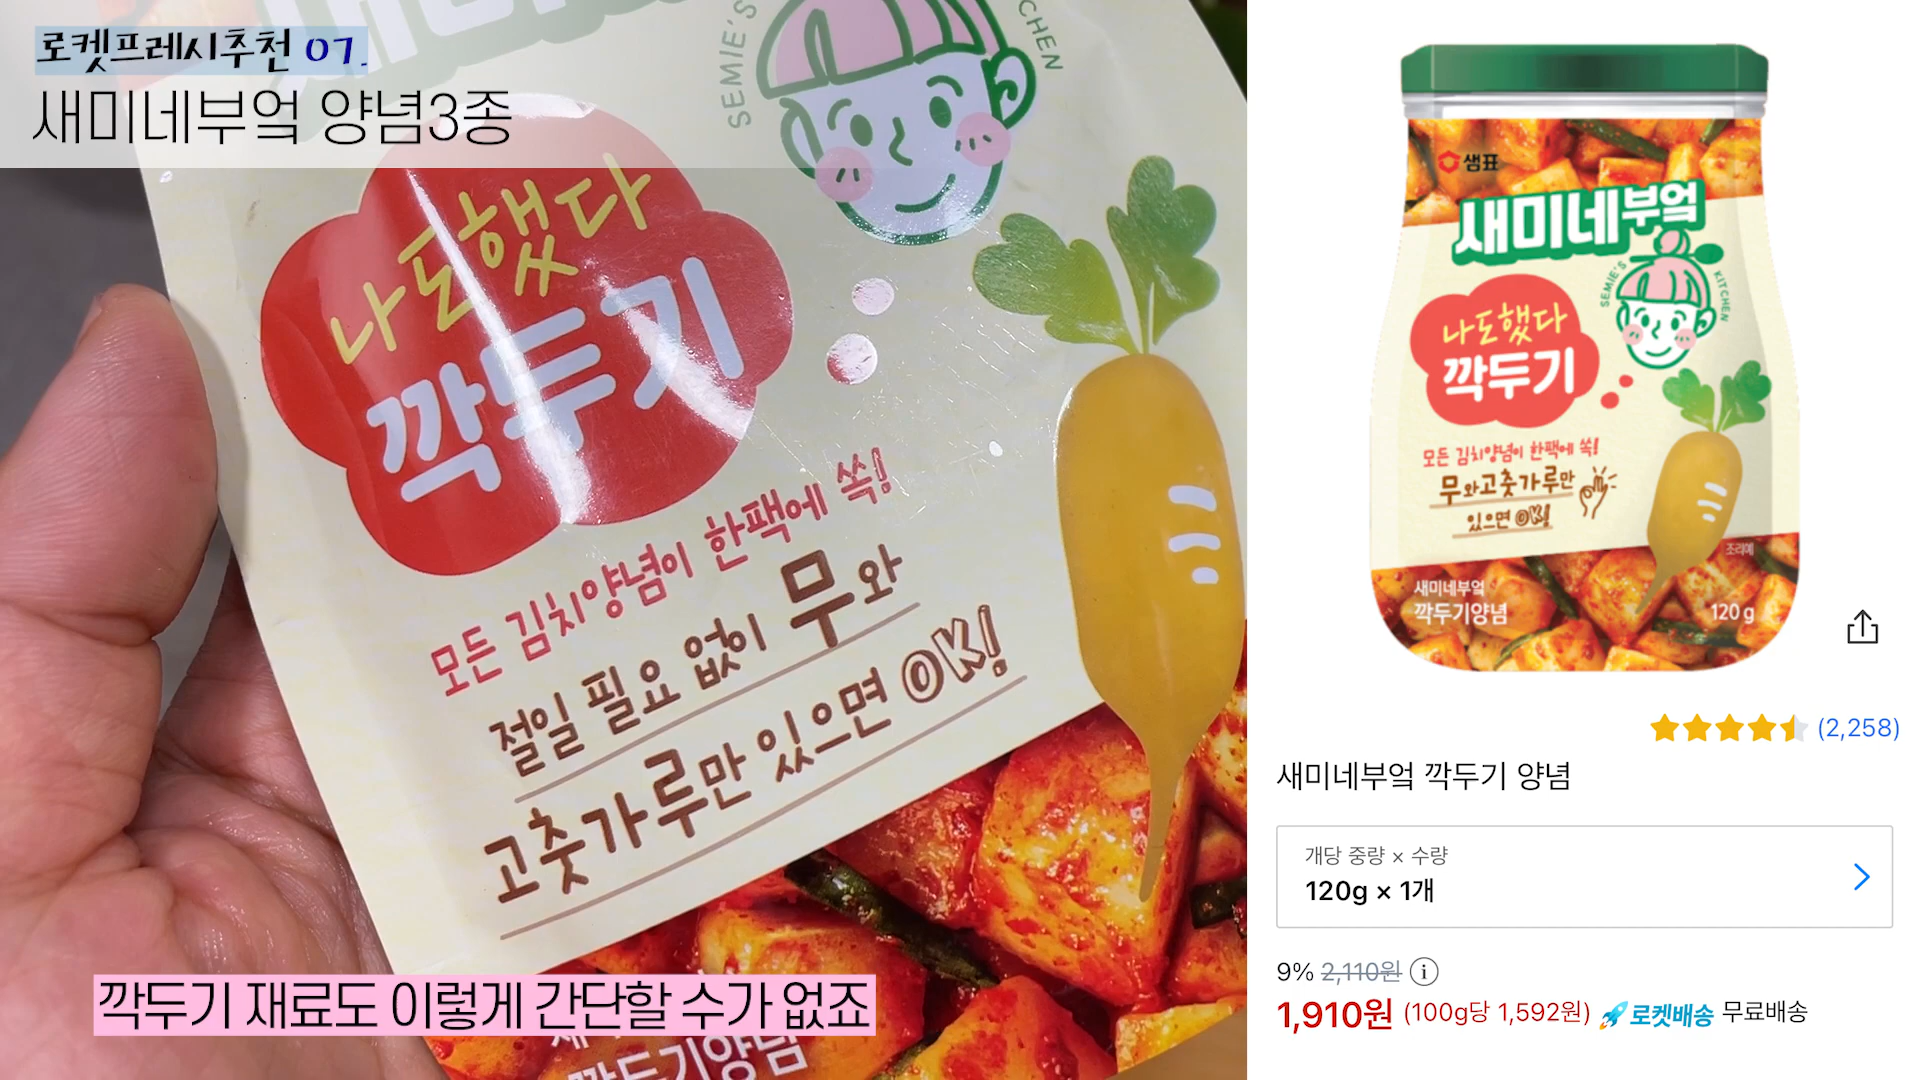 로켓프레시추천 07.
새미네부엌 양념3종
SEMIE'S KITCHEN
나도했다
깍두기
모든 김치양념이 한팩에 쏙!
절일 필요 없이 무와
고춧가루만 있으면 OK!
깍두기양념
깍두기 재료도 이렇게 간단할 수가 없죠
샘표
새미네부엌
SEMIE'S KITCHEN
나도했다
깍두기
모든 김치양념이 한팩에 쏙!
무와고춧가루만
있으면 OK!
조리예
새미네부엌
깍두기양념
120g
(2,258)
새미네부엌 깍두기 양념
개당 중량 × 수량
120g × 1개
9% 2,110원 i
1,910원 (100g당 1,592원) 로켓배송 무료배송